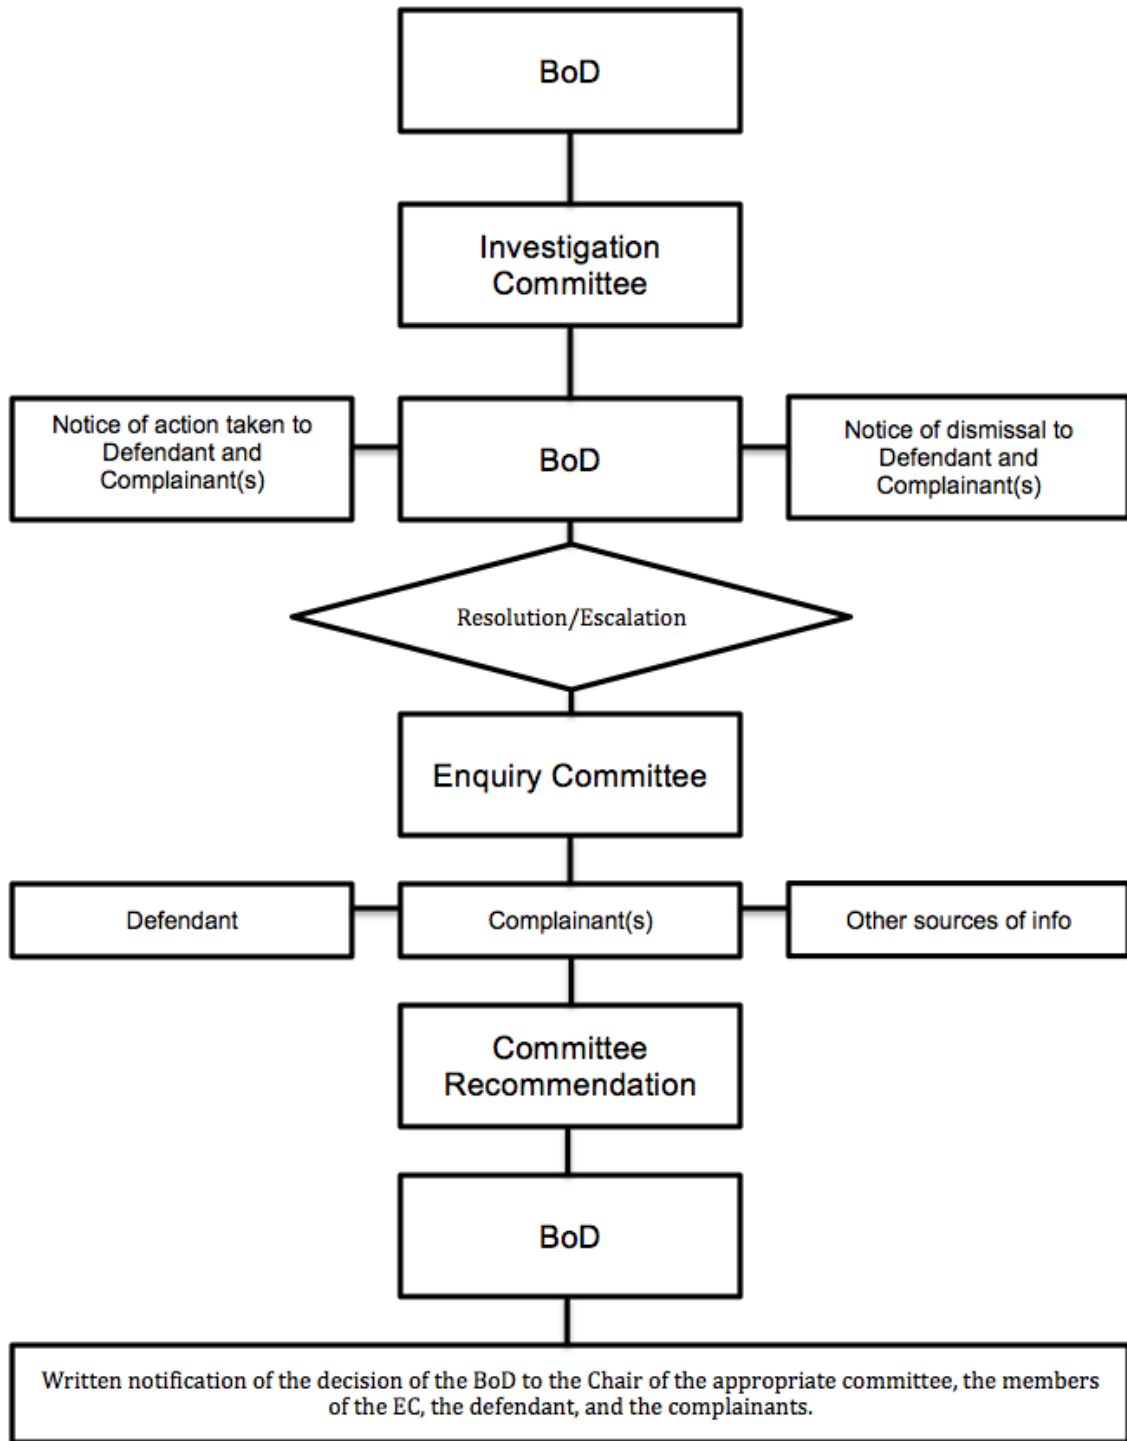 BoD
Investigation
Committee
Notice of action taken to
Defendant and
Complainant(s)
BoD
Notice of dismissal to
Defendant and
Complainant(s)
Resolution/Escalation
Enquiry Committee
Defendant
Complainant(s)
Other sources of info
Committee
Recommendation
BoD
Written notification of the decision of the BoD to the Chair of the appropriate committee, the members
of the EC, the defendant, and the complainants.